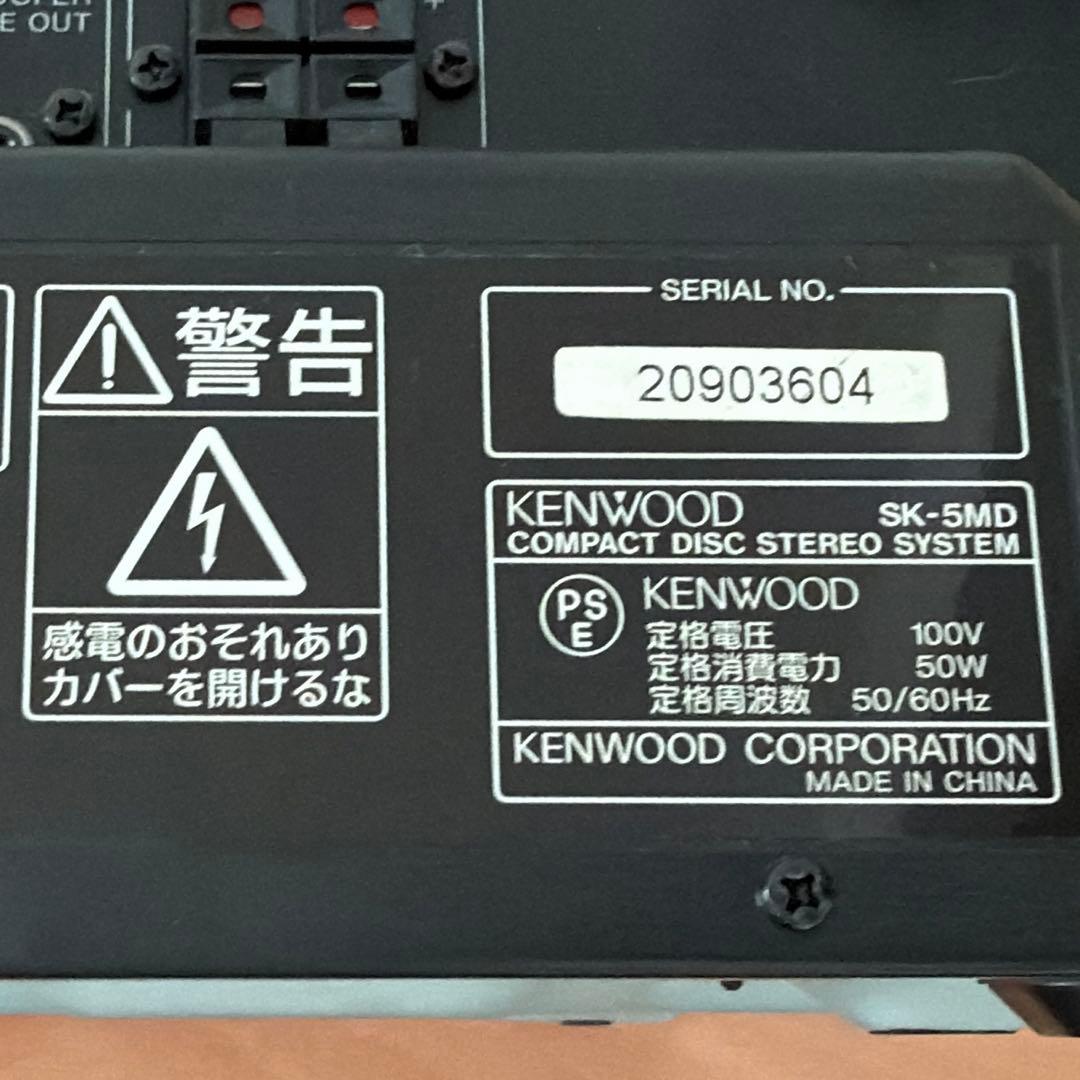 E OUT
+
警告
感電のおそれあり
カバーを開けるな
SERIAL NO.
20903604
KENWOOD SK-5MD
COMPACT DISC STEREO SYSTEM
PS
E
KENWOOD
定格電圧 100V
定格消費電力 50W
定格周波数 50/60Hz
KENWOOD CORPORATION
MADE IN CHINA